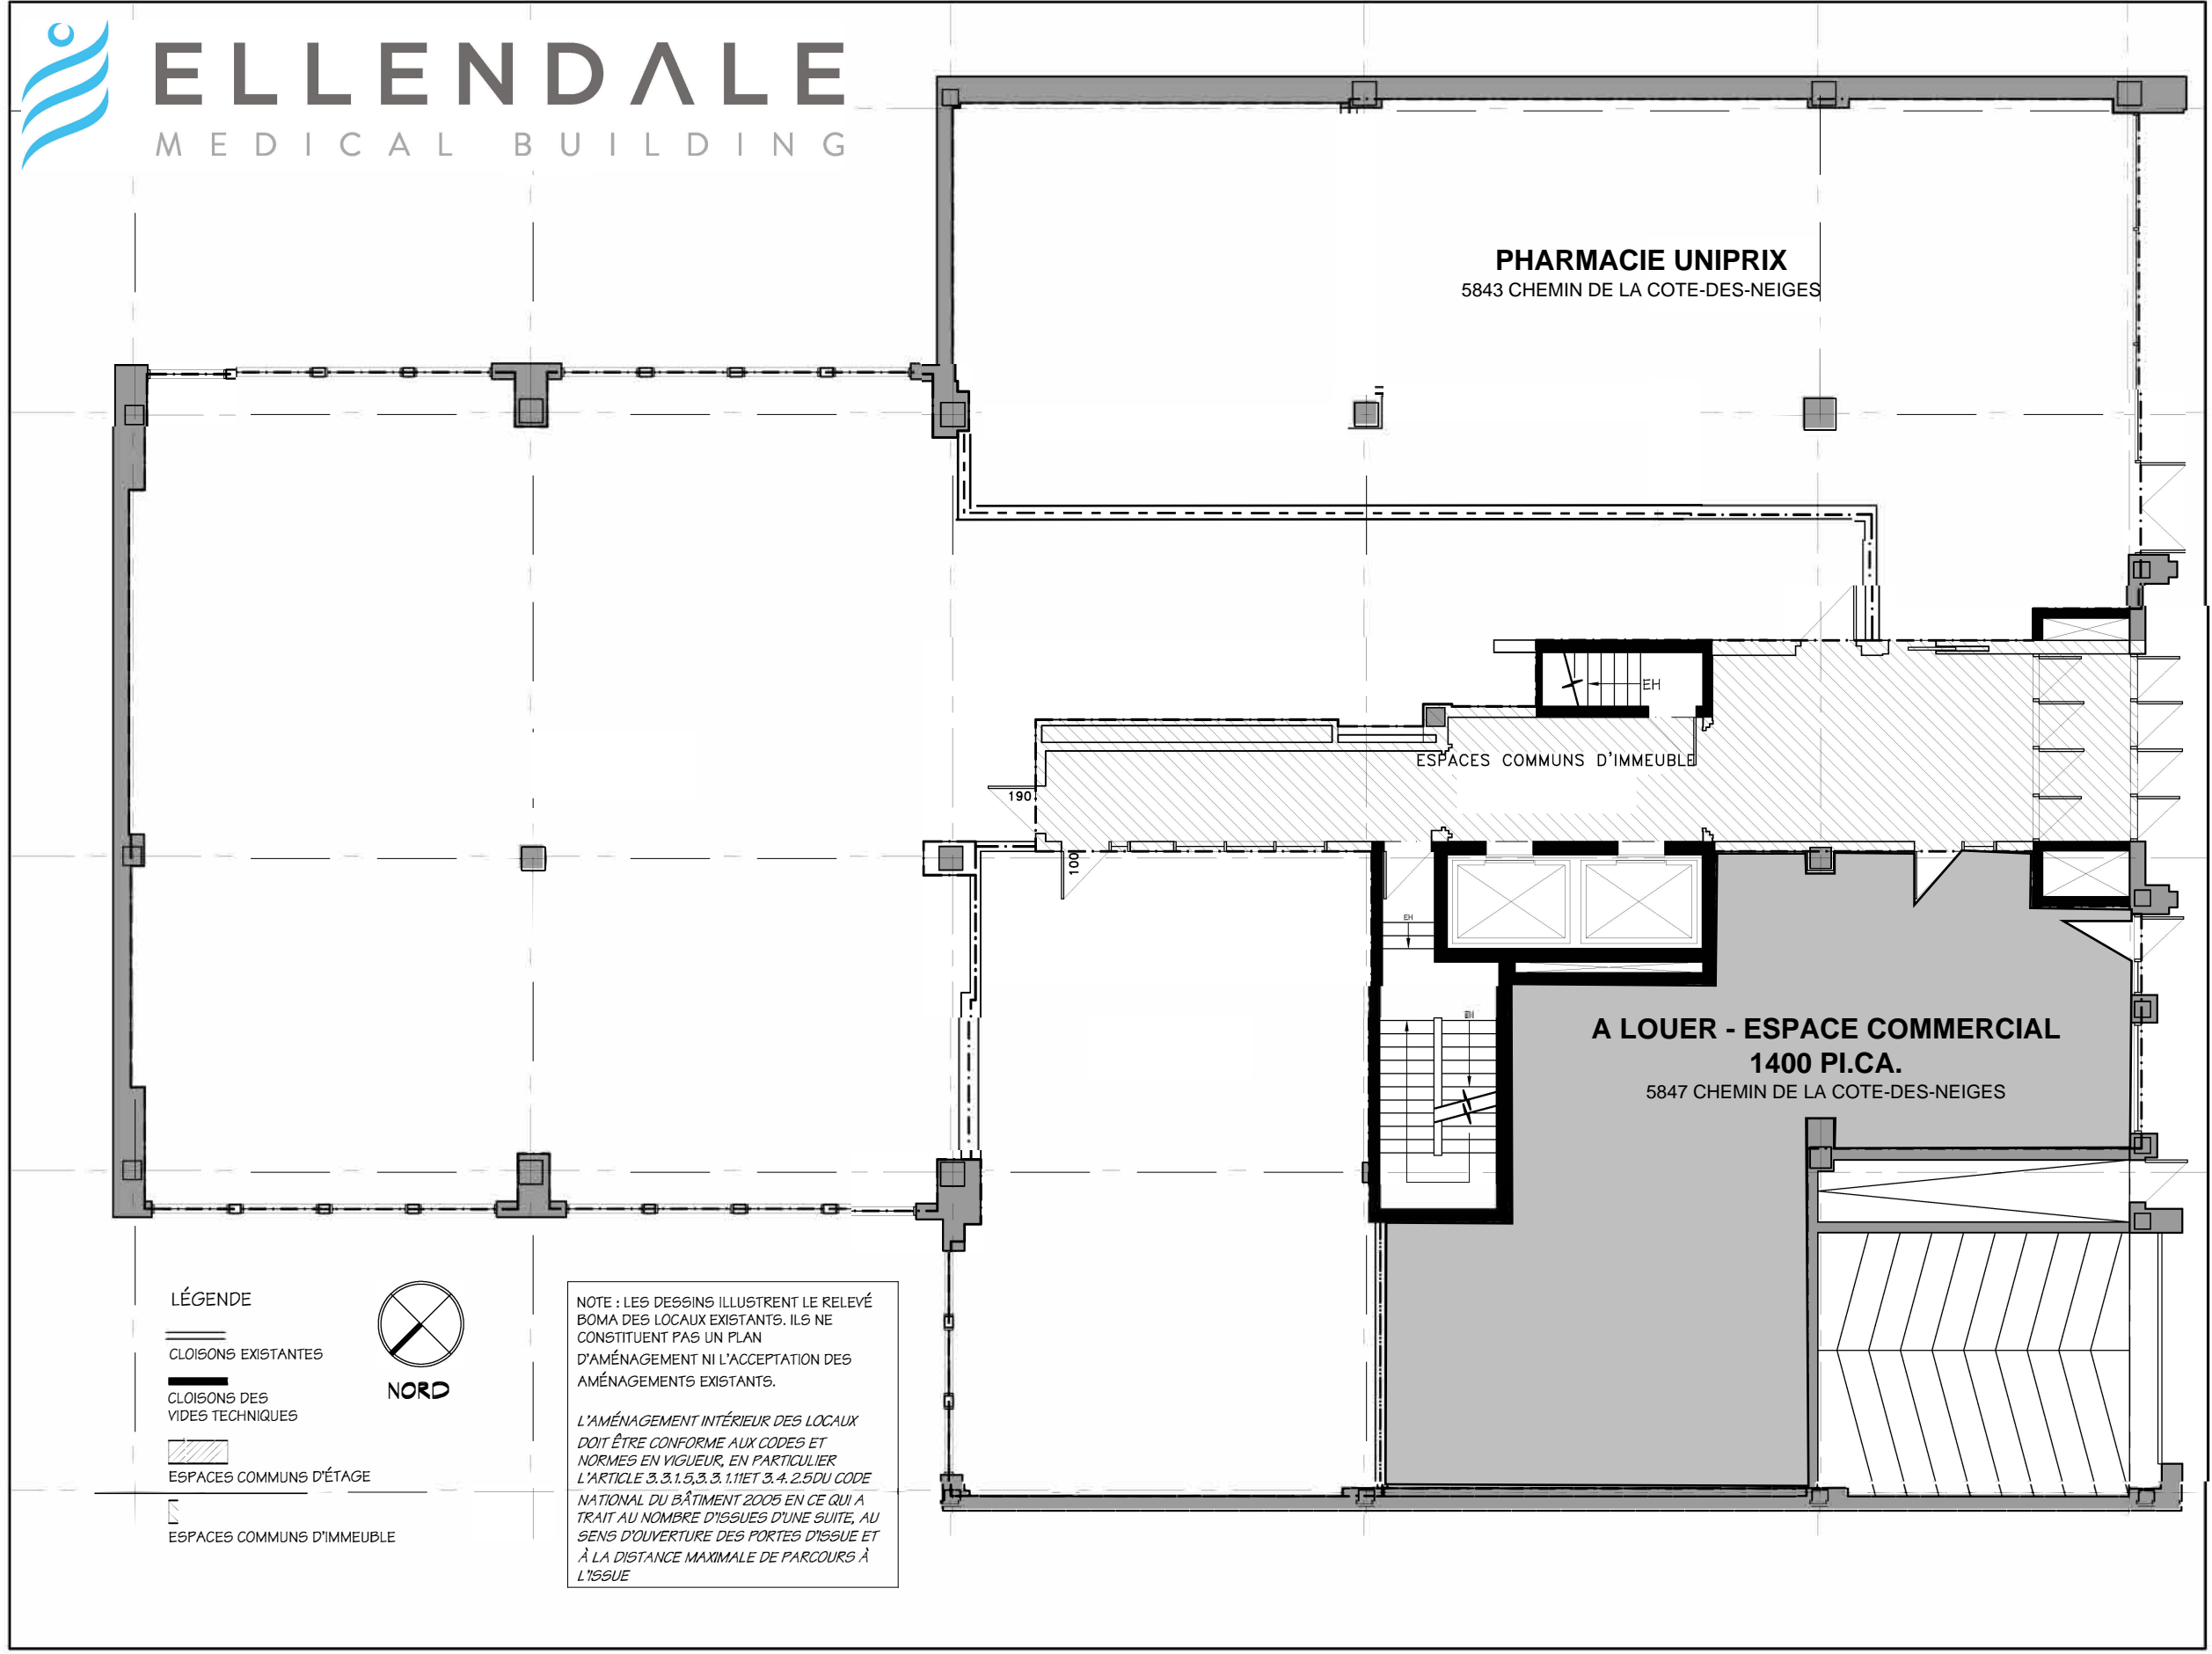 ELLENDALE
MEDICAL BUILDING
PHARMACIE UNIPRIX
5843 CHEMIN DE LA COTE-DES-NEIGES
EH
ESPACES COMMUNS D'IMMEUBLE
190
100
EH
A LOUER - ESPACE COMMERCIAL
1400 PI.CA.
5847 CHEMIN DE LA COTE-DES-NEIGES
LÉGENDE
CLOISONS EXISTANTES
CLOISONS DES
VIDES TECHNIQUES
ESPACES COMMUNS D'ÉTAGE
ESPACES COMMUNS D'IMMEUBLE
NORD
NOTE : LES DESSINS ILLUSTRENT LE RELEVÉ
BOMA DES LOCAUX EXISTANTS. ILS NE
CONSTITUENT PAS UN PLAN
D'AMÉNAGEMENT NI L'ACCEPTATION DES
AMÉNAGEMENTS EXISTANTS.
L'AMÉNAGEMENT INTÉRIEUR DES LOCAUX
DOIT ÊTRE CONFORME AUX CODES ET
NORMES EN VIGUEUR, EN PARTICULIER
L'ARTICLE 3.3.1.5,3.3.1.11ET 3.4.2.5DU CODE
NATIONAL DU BÂTIMENT 2005 EN CE QUI A
TRAIT AU NOMBRE D'ISSUES D'UNE SUITE, AU
SENS D'OUVERTURE DES PORTES D'ISSUE ET
À LA DISTANCE MAXIMALE DE PARCOURS À
L'ISSUE